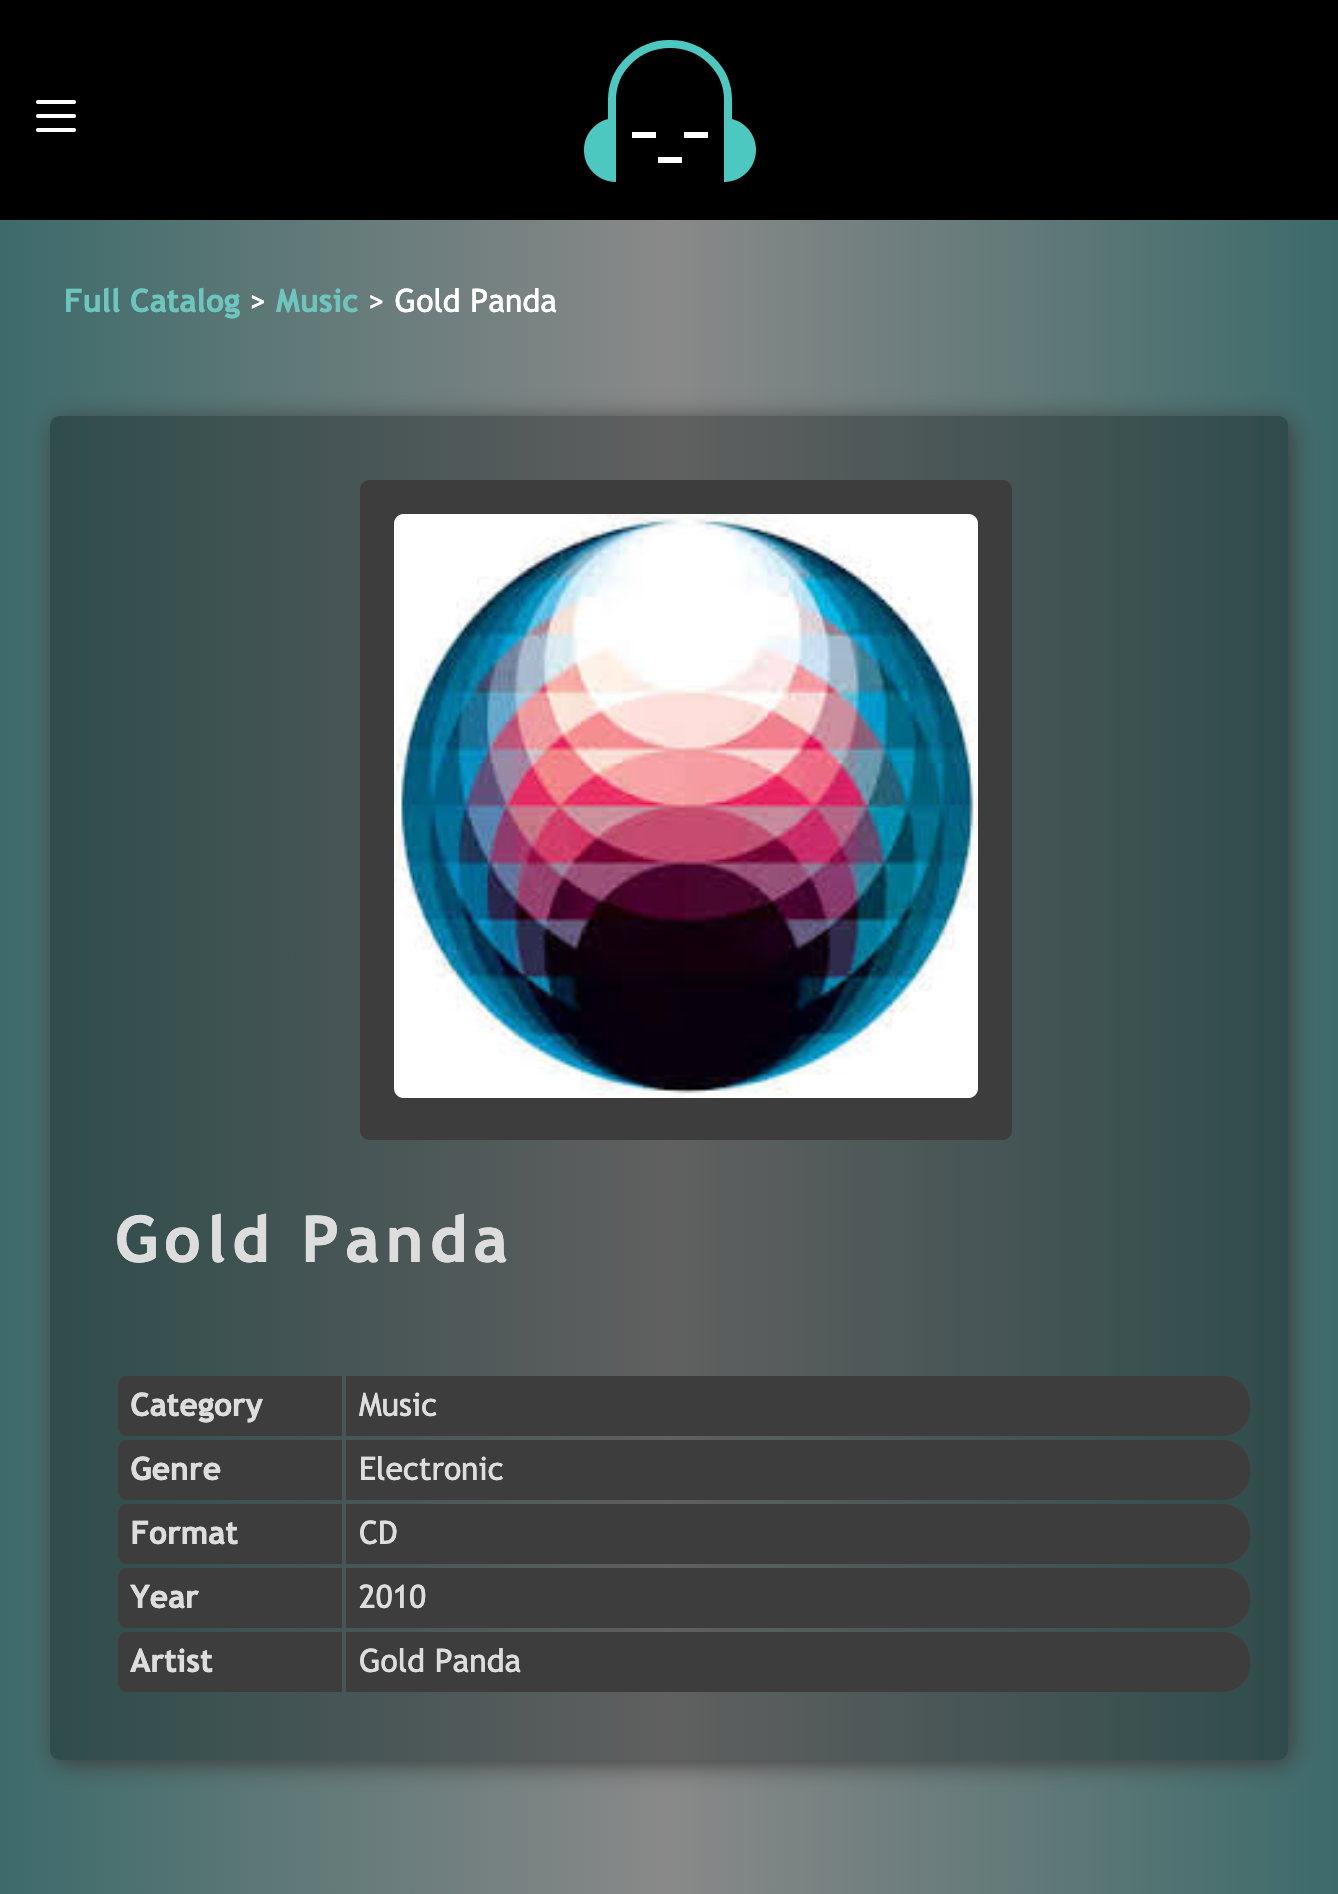 Full Catalog > Music > Gold Panda
Gold Panda
Category Music
Genre Electronic
Format CD
Year 2010
Artist Gold Panda